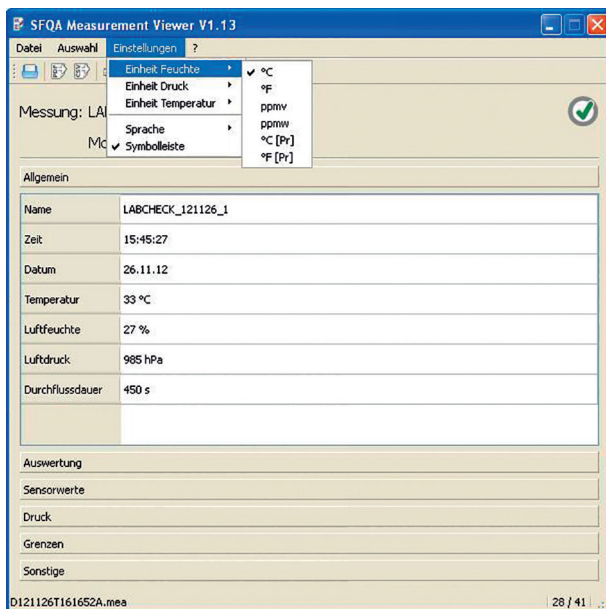 SFQA Measurement Viewer V1.13
Datei Auswahl Einstellungen ?
Einheit Feuchte
Einheit Druck
Einheit Temperatur
Sprache
Symbolleiste
°C
°F
ppmv
ppmw
°C [Pr]
°F [Pr]
Messung:
Allgemein
Name LABCHECK_121126_1
Zeit 15:45:27
Datum 26.11.12
Temperatur 33 °C
Luftfeuchte 27 %
Luftdruck 985 hPa
Durchflussdauer 450 s
Auswertung
Sensorwerte
Druck
Grenzen
Sonstige
D121126T161652A.mea 28 / 41